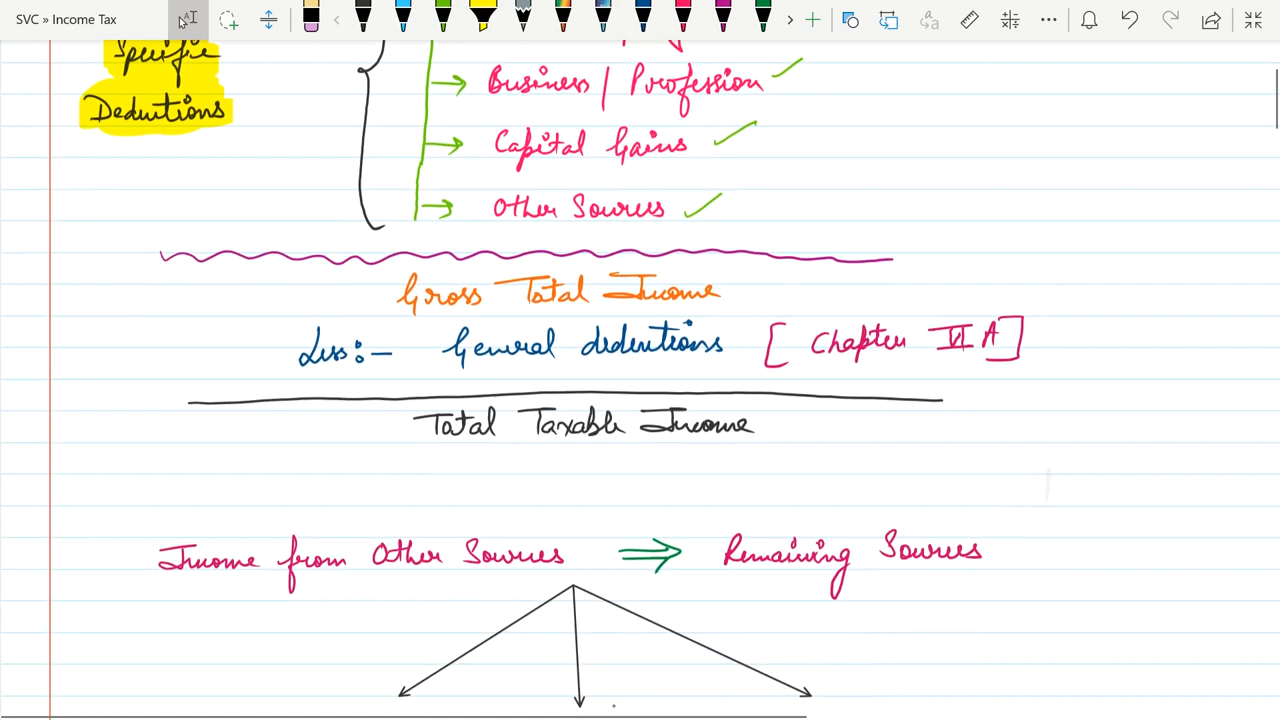 SVC » Income Tax
Specific
Deductions
Business / Profession
Capital Gains
Other Sources
Gross Total Income
Less:- General deductions [Chapter VI A]
Total Taxable Income
Income from Other Sources ⇒ Remaining Sources